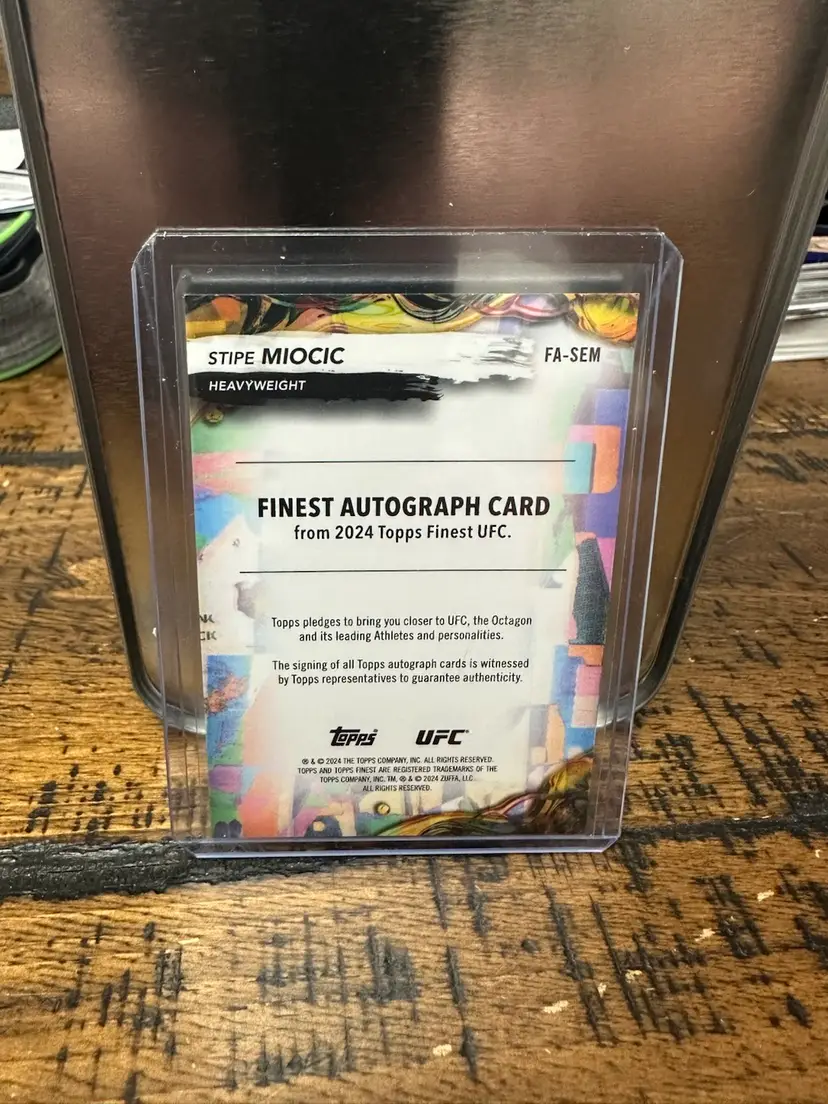 STIPE MIOCIC
FA-SEM
HEAVYWEIGHT
FINEST AUTOGRAPH CARD
from 2024 Topps Finest UFC.
Topps pledges to bring you closer to UFC, the Octagon
and its leading Athletes and personalities.
The signing of all Topps autograph cards is witnessed
by Topps representatives to guarantee authenticity.
topps UFC
® & © 2024 THE TOPPS COMPANY, INC. ALL RIGHTS RESERVED.
TOPPS AND TOPPS FINEST ARE REGISTERED TRADEMARKS OF THE
TOPPS COMPANY, INC. TM, ® & © 2024 ZUFFA, LLC.
ALL RIGHTS RESERVED.